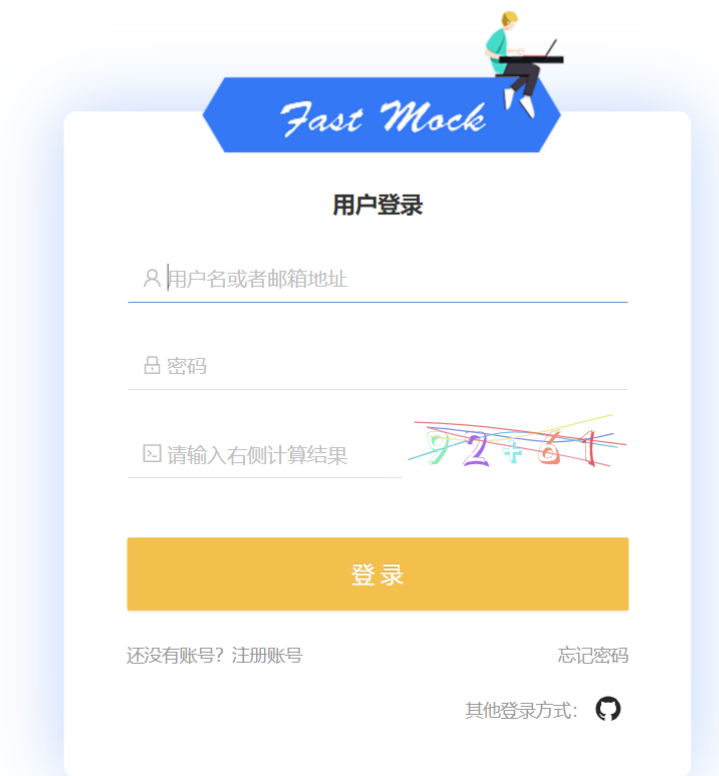 Fast Mock
用户登录
用户名或者邮箱地址
密码
请输入右侧计算结果
92+61
登录
还没有账号？注册账号
忘记密码
其他登录方式：